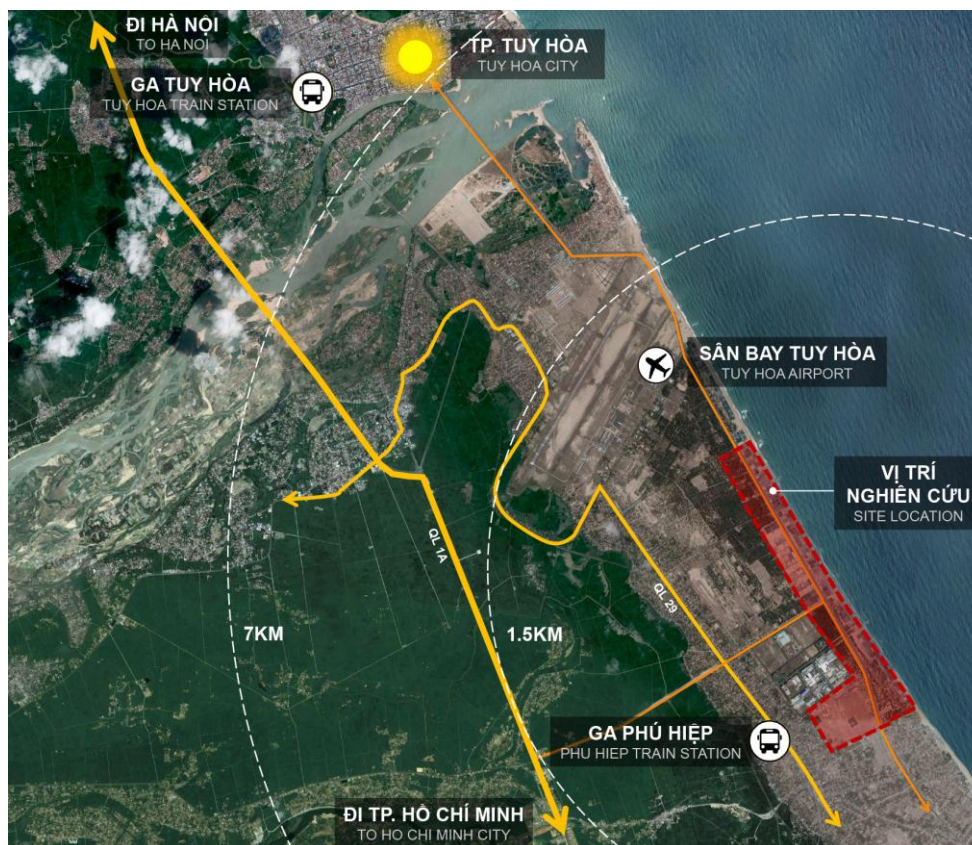 ĐI HÀ NỘI
TO HA NOI
TP. TUY HÒA
TUY HOA CITY
GA TUY HÒA
TUY HOA TRAIN STATION
SÂN BAY TUY HÒA
TUY HOA AIRPORT
VỊ TRÍ
NGHIÊN CỨU
SITE LOCATION
QL 1A
QL 29
7KM
1.5KM
GA PHÚ HIỆP
PHU HIEP TRAIN STATION
ĐI TP. HỒ CHÍ MINH
TO HO CHI MINH CITY